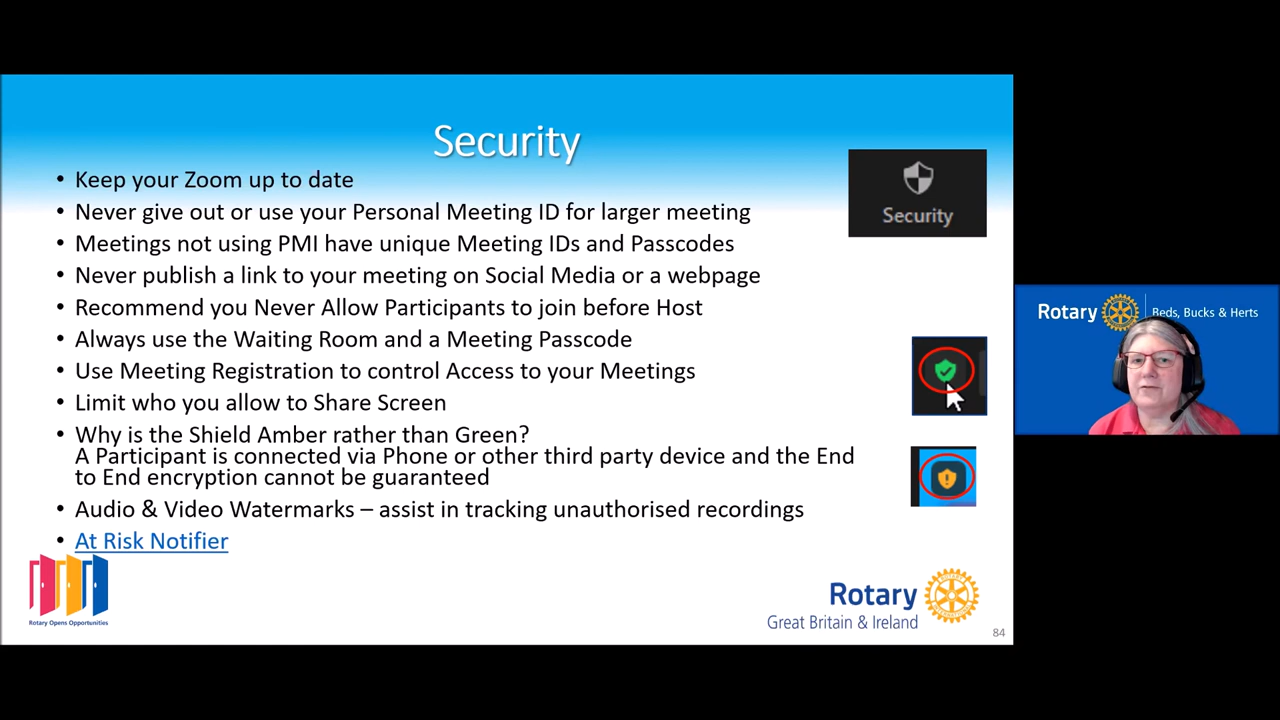 Security
• Keep your Zoom up to date
• Never give out or use your Personal Meeting ID for larger meeting
• Meetings not using PMI have unique Meeting IDs and Passcodes
• Never publish a link to your meeting on Social Media or a webpage
• Recommend you Never Allow Participants to join before Host
• Always use the Waiting Room and a Meeting Passcode
• Use Meeting Registration to control Access to your Meetings
• Limit who you allow to Share Screen
• Why is the Shield Amber rather than Green?
A Participant is connected via Phone or other third party device and the End
to End encryption cannot be guaranteed
• Audio & Video Watermarks – assist in tracking unauthorised recordings
• At Risk Notifier
Security
Rotary Opens Opportunities
Rotary
Great Britain & Ireland
84
Rotary
Beds, Bucks & Herts